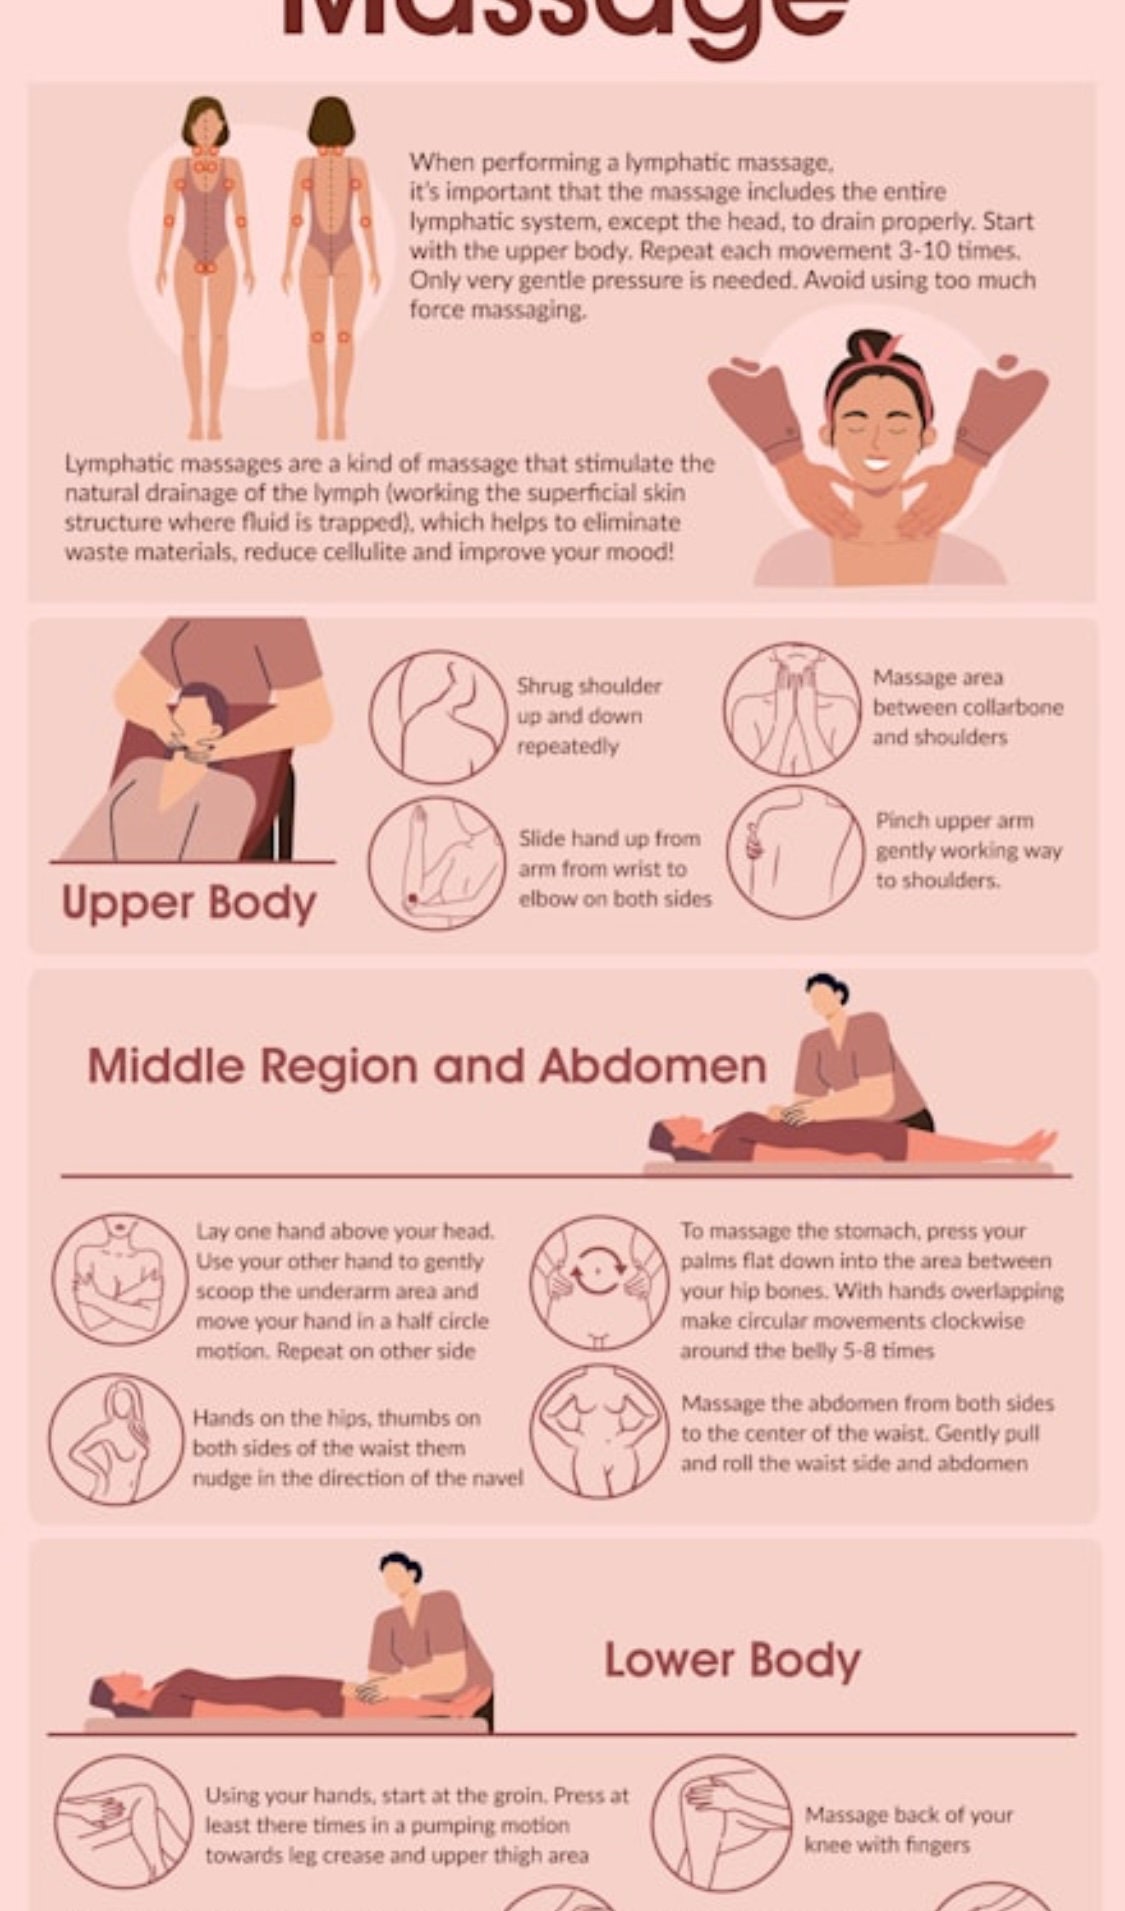 Massage
When performing a lymphatic massage,
it's important that the massage includes the entire
lymphatic system, except the head, to drain properly. Start
with the upper body. Repeat each movement 3-10 times.
Only very gentle pressure is needed. Avoid using too much
force massaging.
Lymphatic massages are a kind of massage that stimulate the
natural drainage of the lymph (working the superficial skin
structure where fluid is trapped), which helps to eliminate
waste materials, reduce cellulite and improve your mood!
Upper Body
Shrug shoulder
up and down
repeatedly
Massage area
between collarbone
and shoulders
Slide hand up from
arm from wrist to
elbow on both sides
Pinch upper arm
gently working way
to shoulders.
Middle Region and Abdomen
Lay one hand above your head.
Use your other hand to gently
scoop the underarm area and
move your hand in a half circle
motion. Repeat on other side
To massage the stomach, press your
palms flat down into the area between
your hip bones. With hands overlapping
make circular movements clockwise
around the belly 5-8 times
Hands on the hips, thumbs on
both sides of the waist them
nudge in the direction of the navel
Massage the abdomen from both sides
to the center of the waist. Gently pull
and roll the waist side and abdomen
Lower Body
Using your hands, start at the groin. Press at
least there times in a pumping motion
towards leg crease and upper thigh area
Massage back of your
knee with fingers